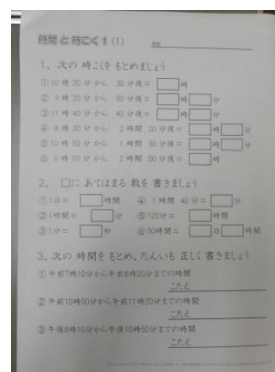 時間と時こく1(1)
1、次の 時こくを もとめましょう
① 10時 30分から 30分後= 時
② 9時 20分から 50分後= 時 分
③ 11時 40分から 40分後= 時 分
④ 8時 30分から 2時間 20分後= 時 分
⑤ 10時 50分から 1時間 30分後= 時 分
⑥ 6時 10分から 2時間 50分後= 時
2、□に あてはまる 数を 書きましょう
① 1日= 時間 ④ 1時間 40分= 分
② 1時間= 分 ⑤ 120分= 時間
③ 1分= 秒 ⑥ 50時間= 日 時間
3、次の 時間を もとめ、たんいも 正しく 書きましょう
① 午前7時10分から午前8時20分までの時間
こたえ
② 午前10時50分から午前11時20分までの時間
こたえ
③ 午後8時10分から午後10時50分までの時間
こたえ